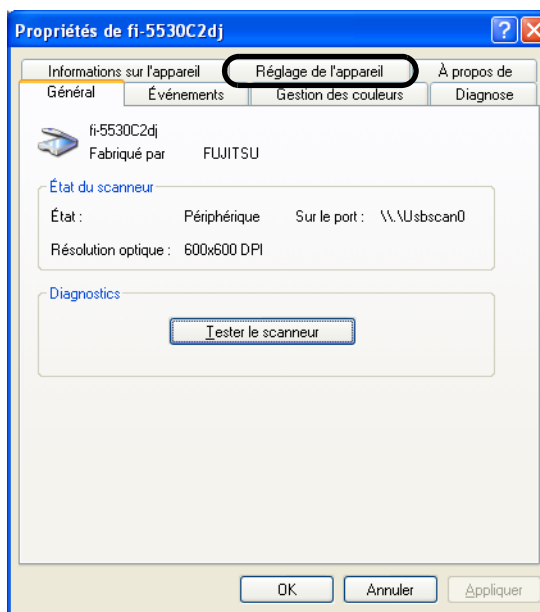 Propriétés de fi-5530C2dj
Informations sur l'appareil Réglage de l'appareil À propos de
Général Événements Gestion des couleurs Diagnose
fi-5530C2dj
Fabriqué par FUJITSU
État du scanneur
État : Périphérique Sur le port : \\.\Usbscan0
Résolution optique : 600x600 DPI
Diagnostics
Tester le scanneur
OK Annuler Appliquer